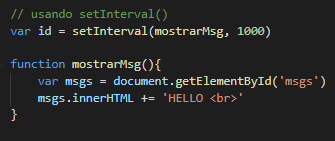 // usando setInterval()
var id = setInterval(mostrarMsg, 1000)
function mostrarMsg(){
    var msgs = document.getElementById('msgs')
    msgs.innerHTML += 'HELLO <br>'
}